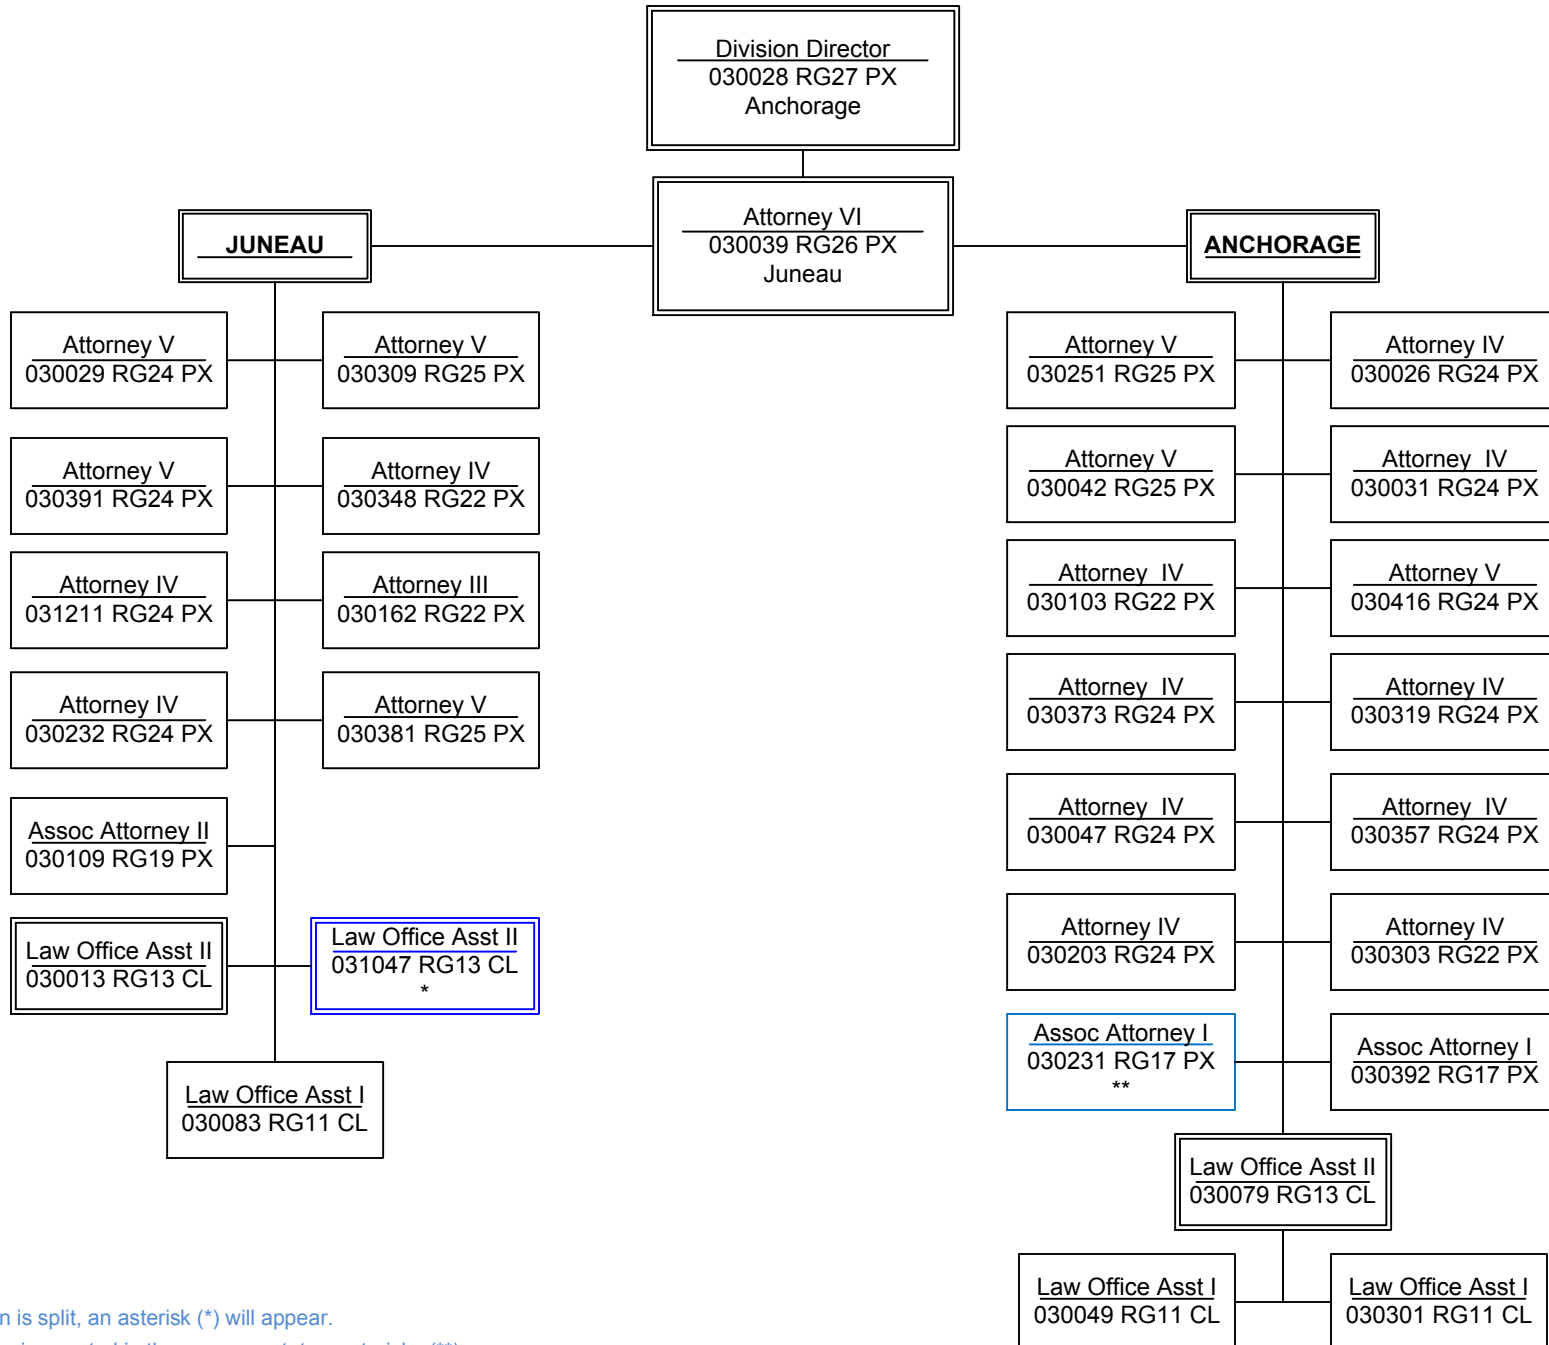 Division Director
030028 RG27 PX
Anchorage
Attorney VI
030039 RG26 PX
Juneau
JUNEAU
ANCHORAGE
Attorney V
030029 RG24 PX
Attorney V
030309 RG25 PX
Attorney V
030391 RG24 PX
Attorney IV
030348 RG22 PX
Attorney IV
031211 RG24 PX
Attorney III
030162 RG22 PX
Attorney IV
030232 RG24 PX
Attorney V
030381 RG25 PX
Assoc Attorney II
030109 RG19 PX
Law Office Asst II
030013 RG13 CL
Law Office Asst II
031047 RG13 CL
*
Law Office Asst I
030083 RG11 CL
Attorney V
030251 RG25 PX
Attorney IV
030026 RG24 PX
Attorney V
030042 RG25 PX
Attorney  IV
030031 RG24 PX
Attorney  IV
030103 RG22 PX
Attorney V
030416 RG24 PX
Attorney  IV
030373 RG24 PX
Attorney IV
030319 RG24 PX
Attorney  IV
030047 RG24 PX
Attorney  IV
030357 RG24 PX
Attorney IV
030203 RG24 PX
Attorney IV
030303 RG22 PX
Assoc Attorney I
030231 RG17 PX
**
Assoc Attorney I
030392 RG17 PX
Law Office Asst II
030079 RG13 CL
Law Office Asst I
030049 RG11 CL
Law Office Asst I
030301 RG11 CL
n is split, an asterisk (*) will appear.